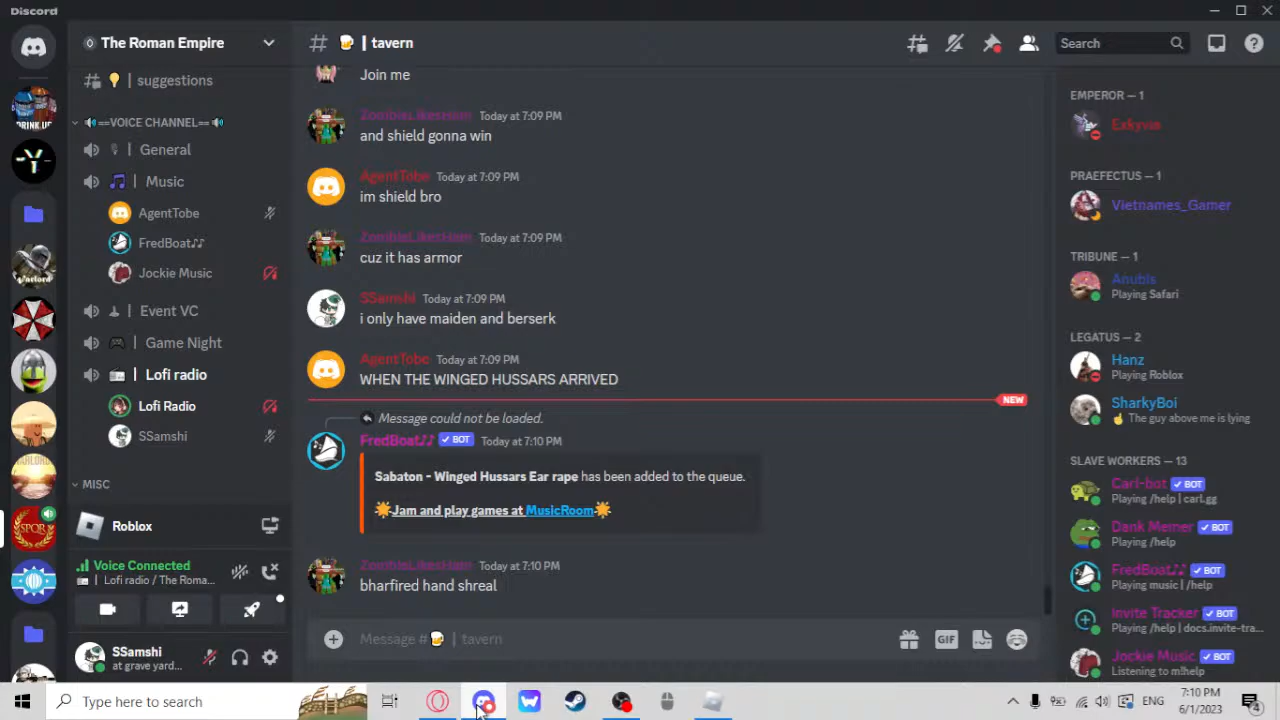 Discord
The Roman Empire
🍺 | tavern
Search
💡 | suggestions
==VOICE CHANNEL==
General
Music
AgentTobe
FredBoat♪♪
Jockie Music
Event VC
Game Night
Lofi radio
Lofi Radio
SSamshi
MISC
Roblox
Voice Connected
Lofi radio / The Roma...
SSamshi
at grave yard...
Join me
ZombieLikesHam Today at 7:09 PM
and shield gonna win
AgentTobe Today at 7:09 PM
im shield bro
ZombieLikesHam Today at 7:09 PM
cuz it has armor
SSamshi Today at 7:09 PM
i only have maiden and berserk
AgentTobe Today at 7:09 PM
WHEN THE WINGED HUSSARS ARRIVED
NEW
Message could not be loaded.
FredBoat♪♪ ✓ BOT Today at 7:10 PM
Sabaton - Winged Hussars Ear rape has been added to the queue.
🌟Jam and play games at MusicRoom🌟
ZombieLikesHam Today at 7:10 PM
bharfired hand shreal
Message #🍺 | tavern
GIF
EMPEROR — 1
Exkyvin
PRAEFECTUS — 1
Vietnames_Gamer
TRIBUNE — 1
Anubis
Playing Safari
LEGATUS — 2
Hanz
Playing Roblox
SharkyBoi
The guy above me is lying
SLAVE WORKERS — 13
Carl-bot ✓ BOT
Playing /help | carl.gg
Dank Memer ✓ BOT
Playing /help
FredBoat♪♪ ✓ BOT
Playing music | /help
Invite Tracker ✓ BOT
Playing /help | docs.invite-tra...
Jockie Music ✓ BOT
Listening to m!help
Type here to search
ENG
7:10 PM
6/1/2023
4